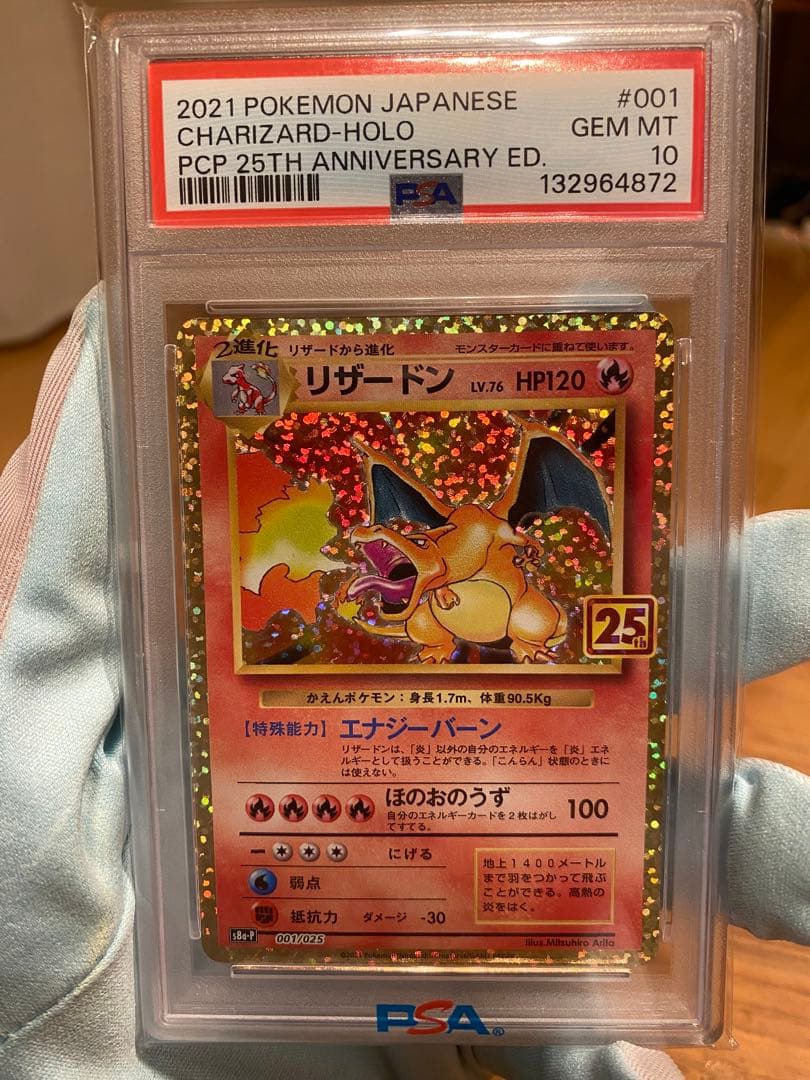 2021 POKEMON JAPANESE #001
CHARIZARD-HOLO GEM MT
PCP 25TH ANNIVERSARY ED. 10
PSA 132964872
2進化 リザードから進化 モンスターカードに重ねて使います。
リザードン LV.76 HP120
25th
かえんポケモン：身長1.7m、体重90.5Kg
【特殊能力】エナジーバーン
リザードンは、「炎」以外の自分のエネルギーを「炎」エネ
ルギーとして扱うことができる。「こんらん」状態のときに
は使えない。
ほのおのうず 100
自分のエネルギーカードを2枚はがし
てすてる。
にげる
弱点
抵抗力 ダメージ -30
地上1400メートル
まで羽をつかって飛ぶ
ことができる。高熱の
炎をはく。
s8a-P 001/025 Illus.Mitsuhiro Arita
PSA®